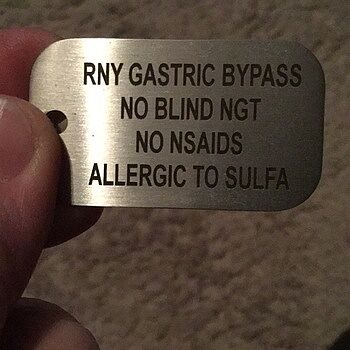 RNY GASTRIC BYPASS
NO BLIND NGT
NO NSAIDS
ALLERGIC TO SULFA